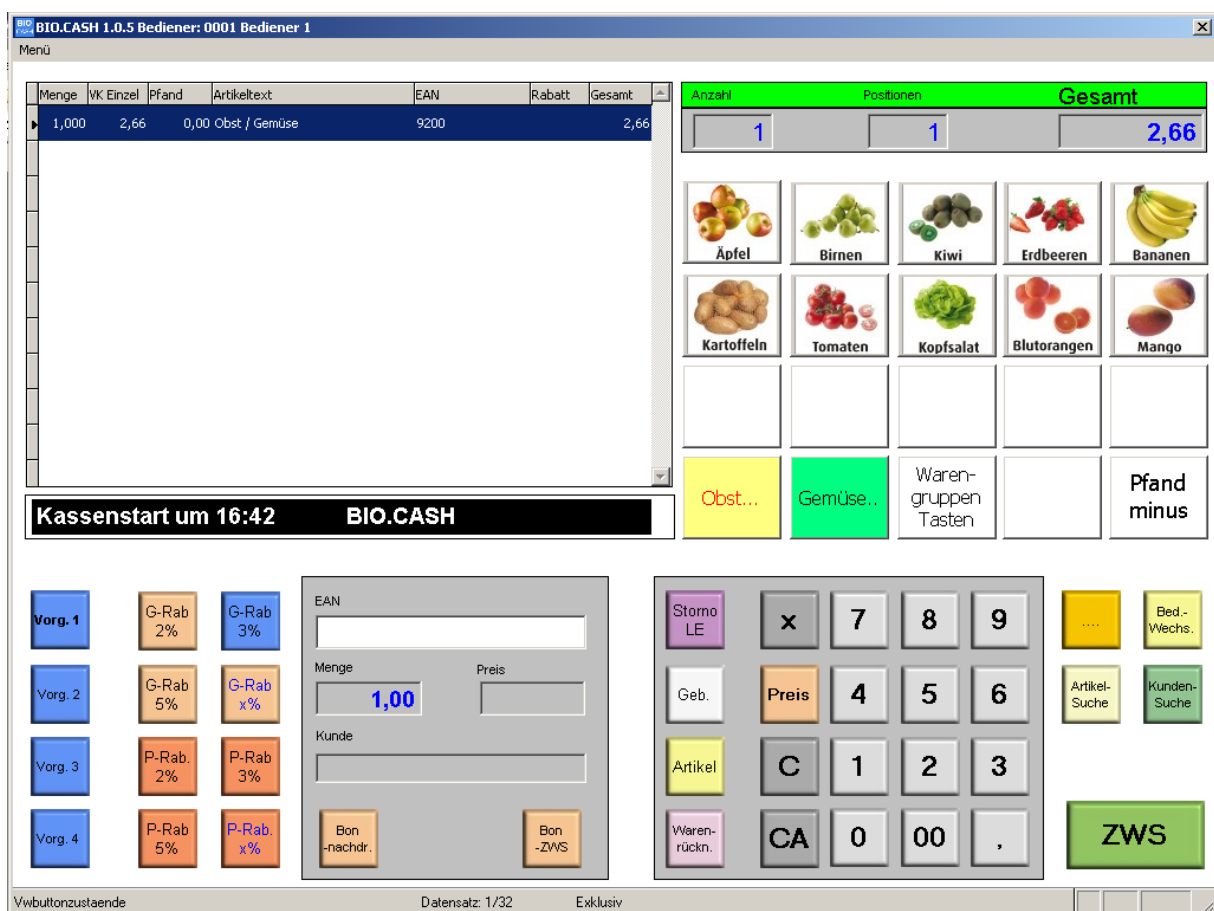 BIO CASH BIO.CASH 1.0.5 Bediener: 0001 Bediener 1
Menü
Menge VK Einzel Pfand Artikeltext EAN Rabatt Gesamt
1,000 2,66 0,00 Obst / Gemüse 9200 2,66
Anzahl Positionen Gesamt
1 1 2,66
Äpfel Birnen Kiwi Erdbeeren Bananen
Kartoffeln Tomaten Kopfsalat Blutorangen Mango
Obst... Gemüse.. Waren-
gruppen
Tasten
Pfand
minus
Kassenstart um 16:42 BIO.CASH
Vorg. 1
G-Rab
2%
G-Rab
3%
Vorg. 2
G-Rab
5%
G-Rab
x%
Vorg. 3
P-Rab.
2%
P-Rab
3%
Vorg. 4
P-Rab
5%
P-Rab.
x%
EAN
Menge Preis
1,00
Kunde
Bon
-nachdr.
Bon
-ZWS
Storno
LE
x 7 8 9
Geb. Preis 4 5 6
Artikel C 1 2 3
Waren-
rückn.
CA 0 00 ,
....
Bed.-
Wechs.
Artikel-
Suche
Kunden-
Suche
ZWS
Vwbuttonzustaende Datensatz: 1/32 Exklusiv